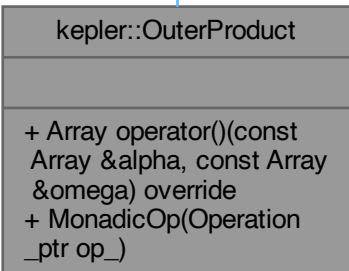 kepler::OuterProduct
+ Array operator()(const
Array &alpha, const Array
&omega) override
+ MonadicOp(Operation
_ptr op_)